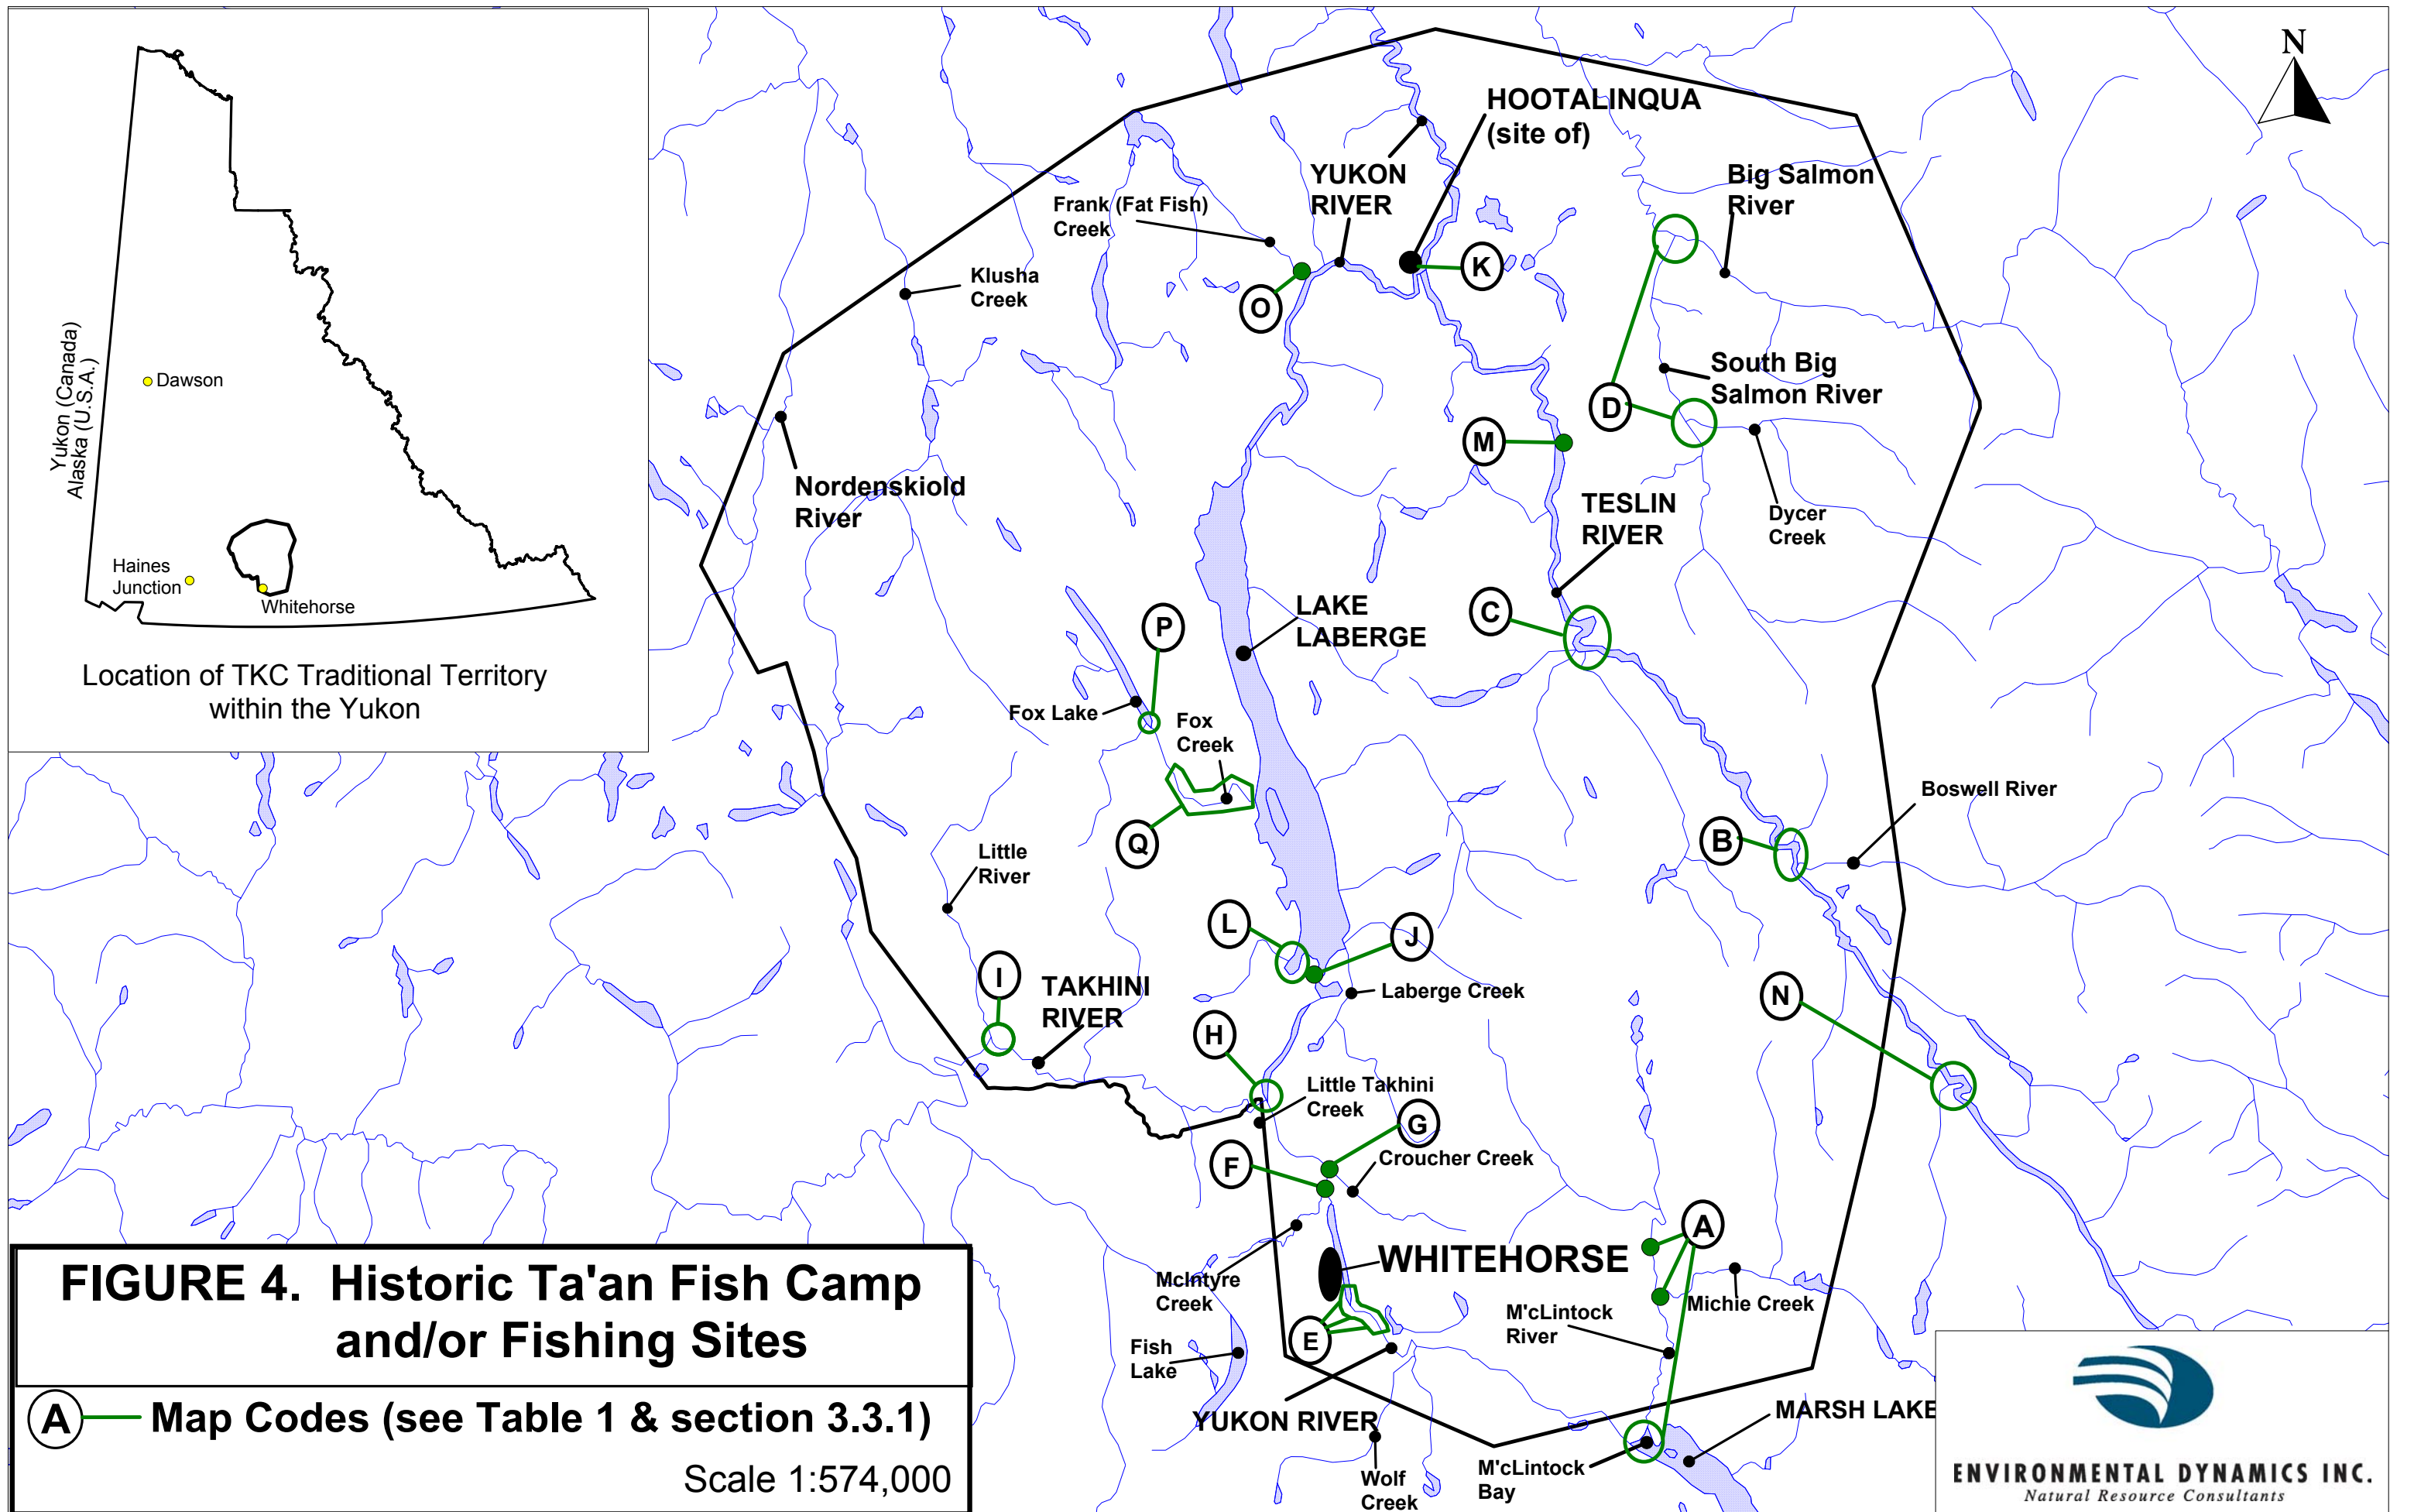 N
HOOTALINQUA
(site of)
YUKON
RIVER
Big Salmon
River
Frank (Fat Fish)
Creek
K
Klusha
Creek
O
Yukon (Canada)
Alaska (U.S.A.)
Dawson
South Big
Salmon River
D
M
Nordenskiold
River
TESLIN
RIVER
Dycer
Creek
Haines
Junction
Whitehorse
Location of TKC Traditional Territory
within the Yukon
C
LAKE
LABERGE
P
Fox Lake
Fox
Creek
Boswell River
B
Q
Little
River
L
J
I
TAKHINI
RIVER
Laberge Creek
N
H
Little Takhini
Creek
G
Croucher Creek
F
A
WHITEHORSE
McIntyre
Creek
Michie Creek
M'cLintock
River
E
Fish
Lake
YUKON RIVER
MARSH LAKE
Wolf
Creek
M'cLintock
Bay
FIGURE 4. Historic Ta'an Fish Camp
and/or Fishing Sites
A Map Codes (see Table 1 & section 3.3.1)
Scale 1:574,000
ENVIRONMENTAL DYNAMICS INC.
Natural Resource Consultants